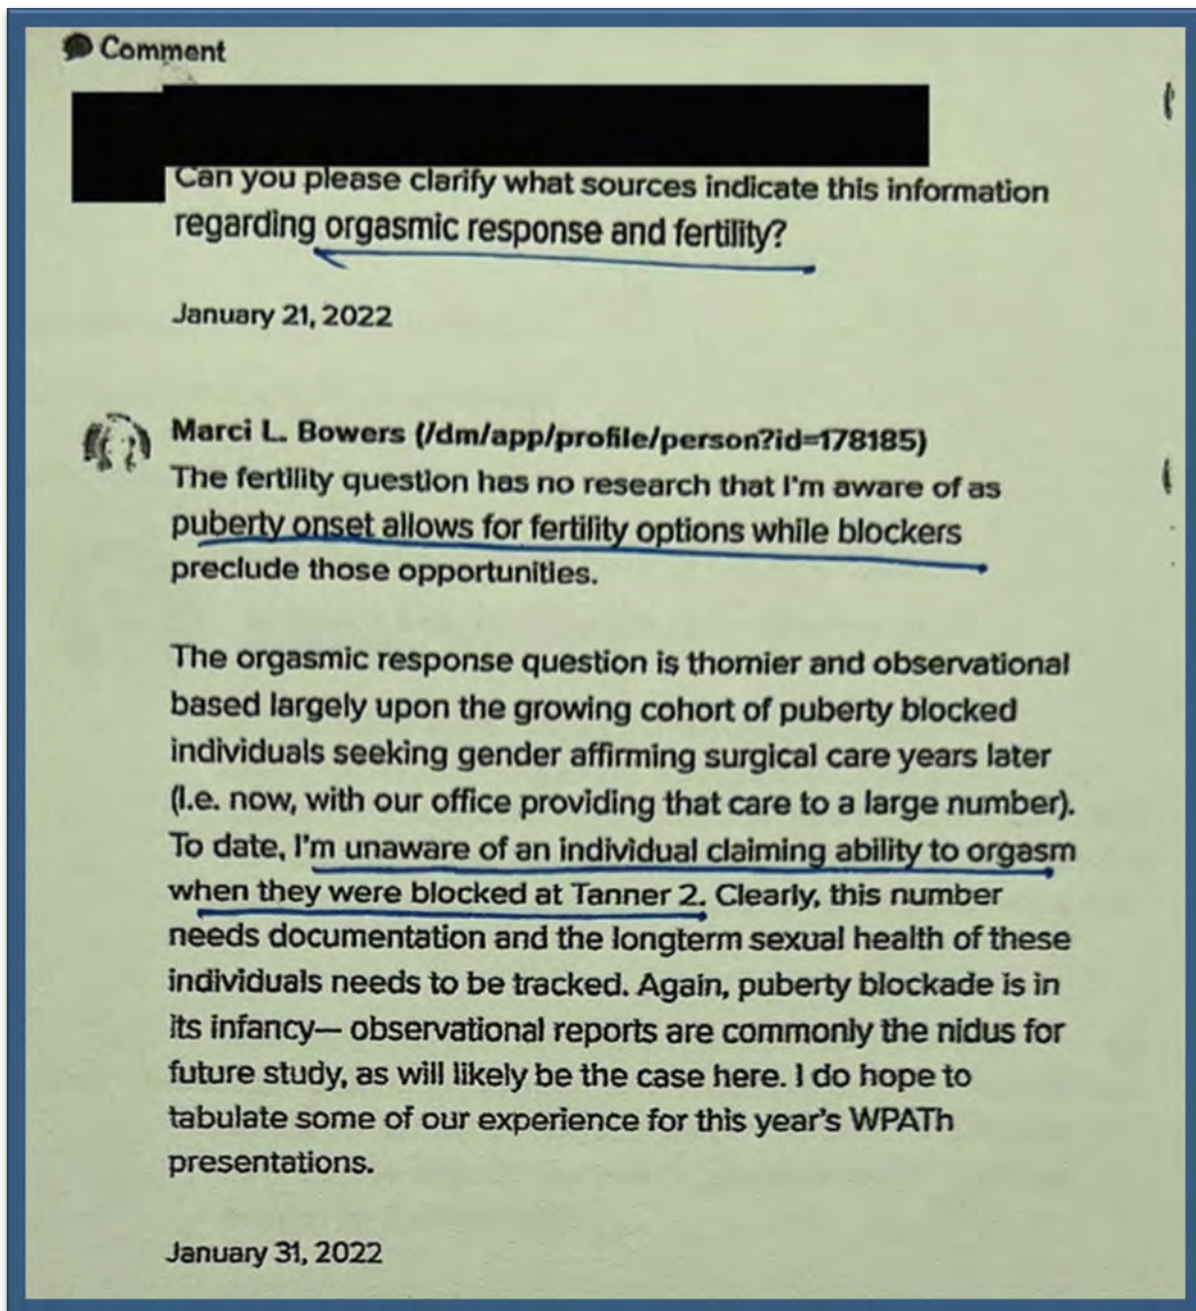 Comment
Can you please clarify what sources indicate this information
regarding orgasmic response and fertility?
January 21, 2022
Marci L. Bowers (/dm/app/profile/person?id=178185)
The fertility question has no research that I'm aware of as
puberty onset allows for fertility options while blockers
preclude those opportunities.
The orgasmic response question is thornier and observational
based largely upon the growing cohort of puberty blocked
individuals seeking gender affirming surgical care years later
(I.e. now, with our office providing that care to a large number).
To date, I'm unaware of an individual claiming ability to orgasm
when they were blocked at Tanner 2. Clearly, this number
needs documentation and the longterm sexual health of these
individuals needs to be tracked. Again, puberty blockade is in
its infancy— observational reports are commonly the nidus for
future study, as will likely be the case here. I do hope to
tabulate some of our experience for this year's WPATh
presentations.
January 31, 2022